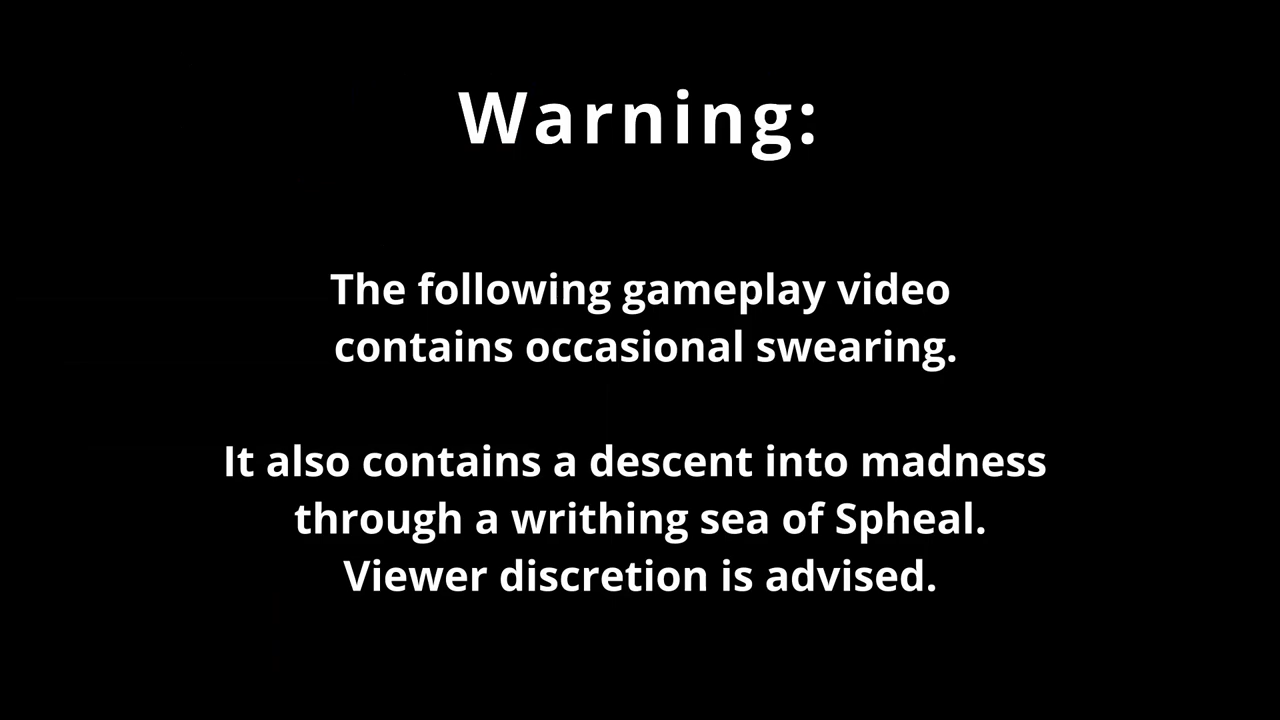 Warning:
The following gameplay video
contains occasional swearing.
It also contains a descent into madness
through a writhing sea of Spheal.
Viewer discretion is advised.